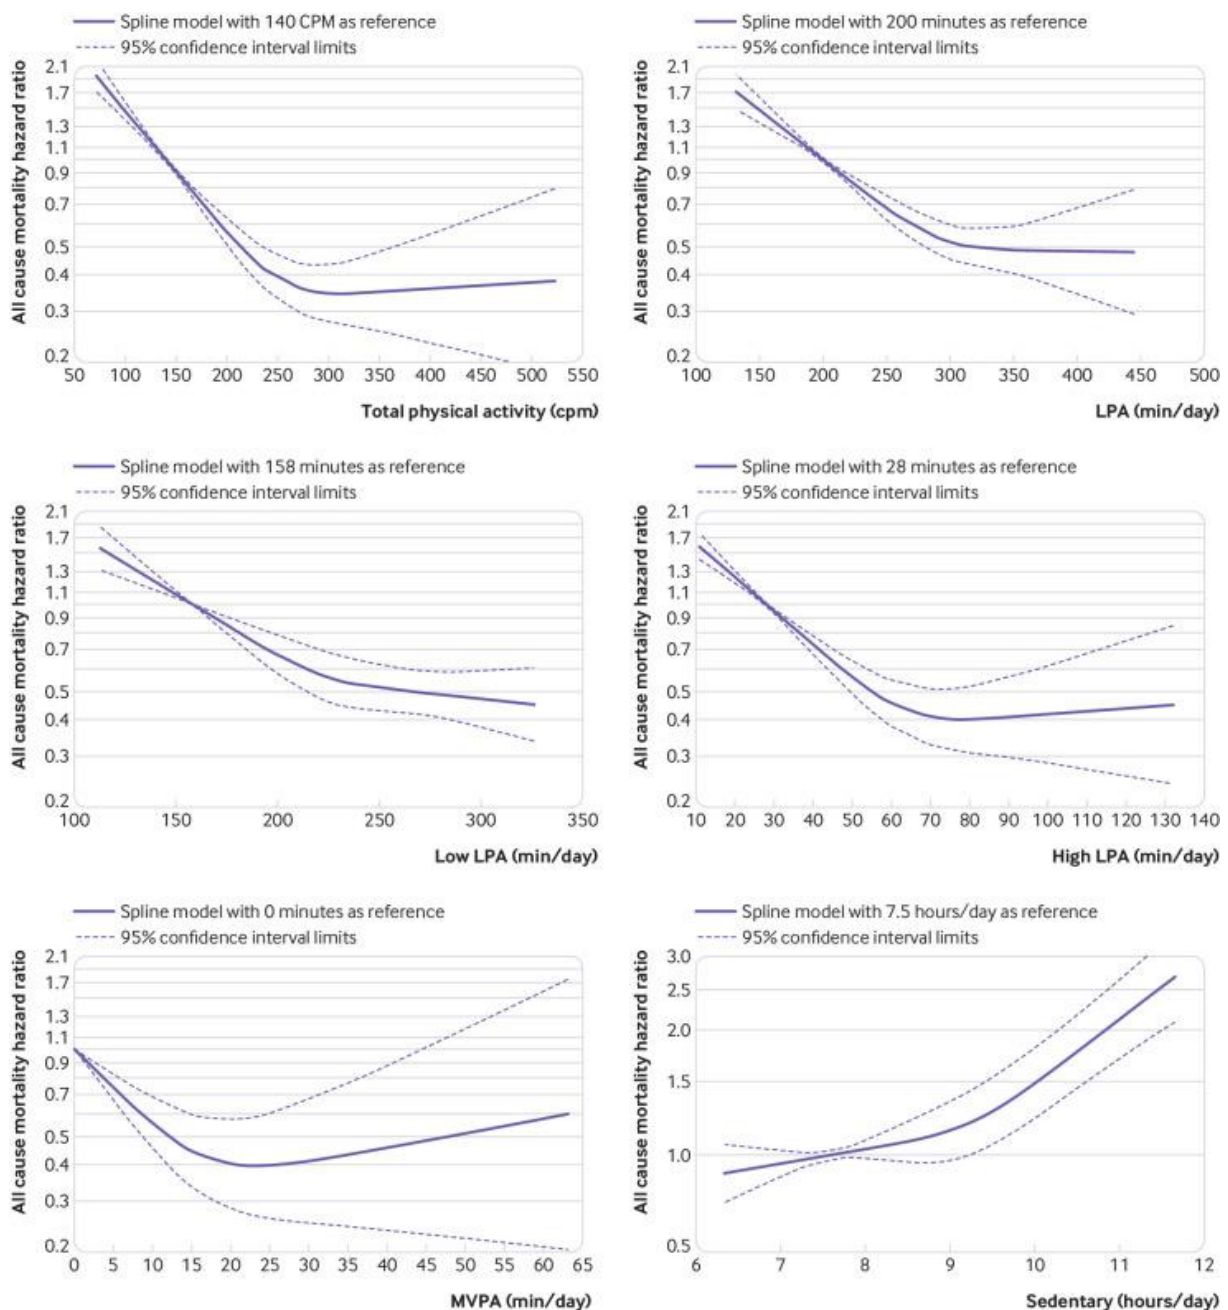 Spline model with 140 CPM as reference
95% confidence interval limits
All cause mortality hazard ratio
2.1
1.7
1.3
1.1
0.9
0.7
0.5
0.4
0.3
0.2
50 100 150 200 250 300 350 400 450 500 550
Total physical activity (cpm)
Spline model with 200 minutes as reference
95% confidence interval limits
All cause mortality hazard ratio
2.1
1.7
1.3
1.1
0.9
0.7
0.5
0.4
0.3
0.2
100 150 200 250 300 350 400 450 500
LPA (min/day)
Spline model with 158 minutes as reference
95% confidence interval limits
All cause mortality hazard ratio
2.1
1.7
1.3
1.1
0.9
0.7
0.5
0.4
0.3
0.2
100 150 200 250 300 350
Low LPA (min/day)
Spline model with 28 minutes as reference
95% confidence interval limits
All cause mortality hazard ratio
2.1
1.7
1.3
1.1
0.9
0.7
0.5
0.4
0.3
0.2
10 20 30 40 50 60 70 80 90 100 110 120 130 140
High LPA (min/day)
Spline model with 0 minutes as reference
95% confidence interval limits
All cause mortality hazard ratio
2.1
1.7
1.3
1.1
0.9
0.7
0.5
0.4
0.3
0.2
0 5 10 15 20 25 30 35 40 45 50 55 60 65
MVPA (min/day)
Spline model with 7.5 hours/day as reference
95% confidence interval limits
All cause mortality hazard ratio
3.0
2.5
2.0
1.5
1.0
0.5
6 7 8 9 10 11 12
Sedentary (hours/day)